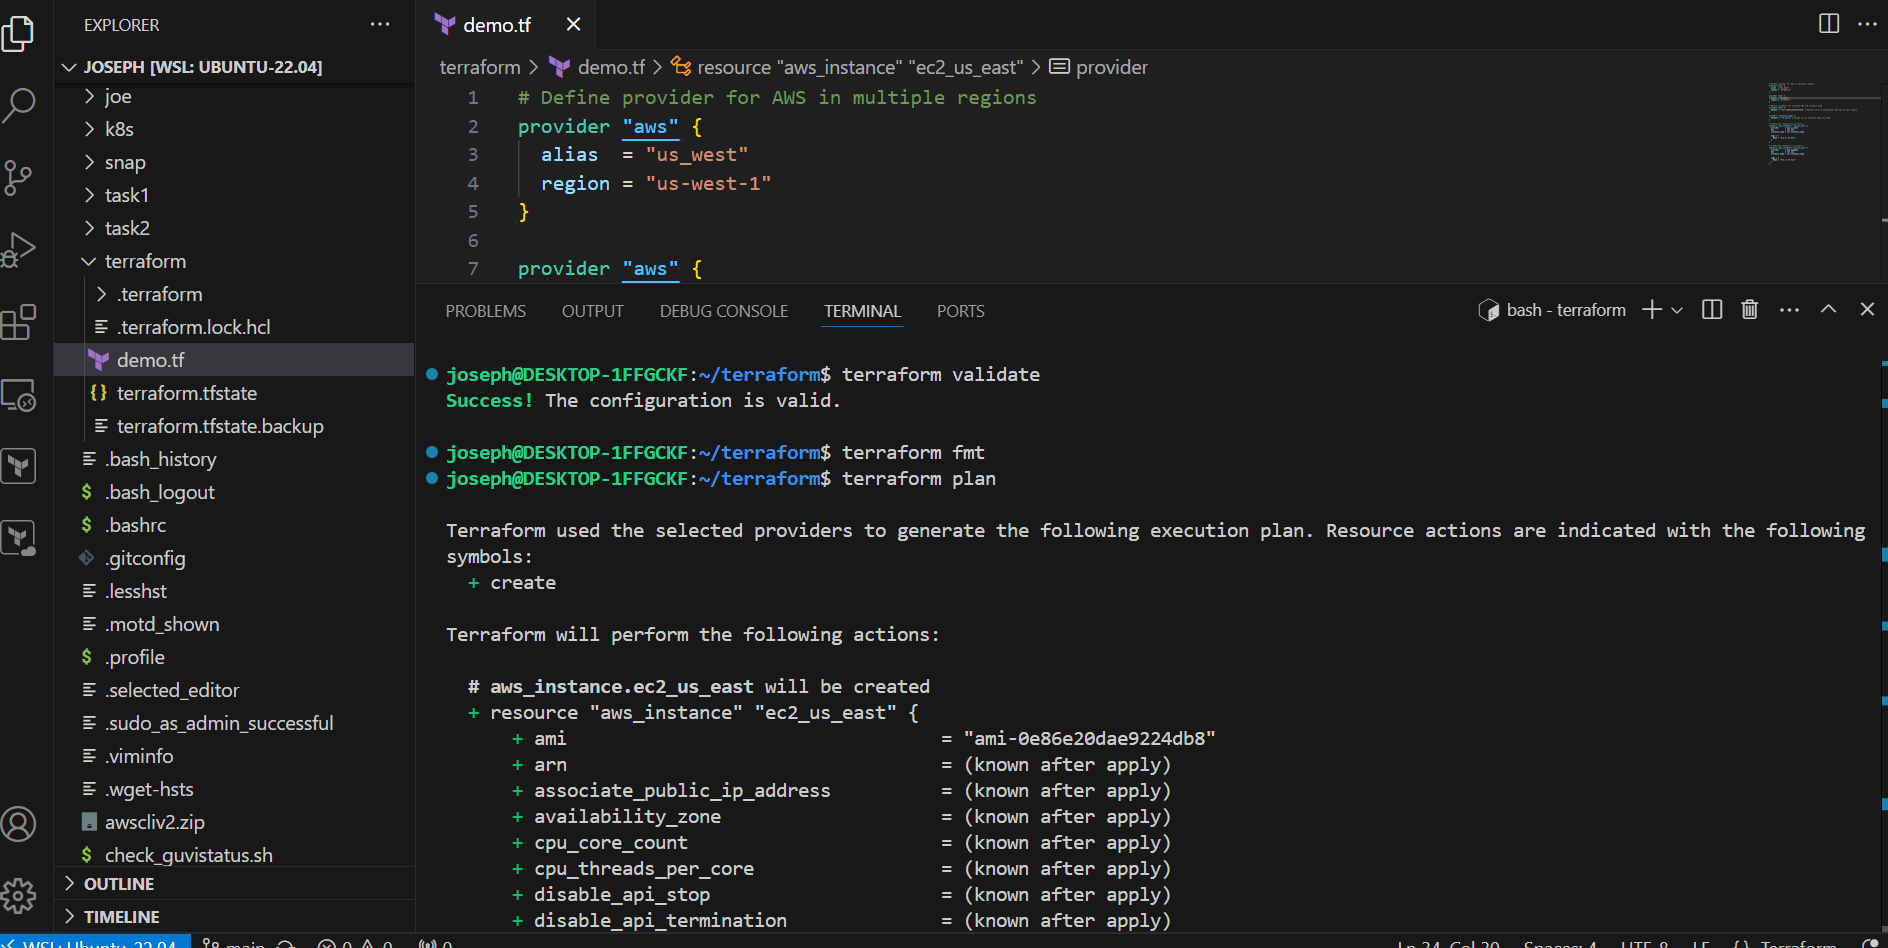 EXPLORER
JOSEPH [WSL: UBUNTU-22.04]
joe
k8s
snap
task1
task2
terraform
.terraform
.terraform.lock.hcl
demo.tf
terraform.tfstate
terraform.tfstate.backup
.bash_history
.bash_logout
.bashrc
.gitconfig
.lesshst
.motd_shown
.profile
.selected_editor
.sudo_as_admin_successful
.viminfo
.wget-hsts
awscliv2.zip
check_guvistatus.sh
OUTLINE
TIMELINE
demo.tf
terraform > demo.tf > resource "aws_instance" "ec2_us_east" > provider
1 # Define provider for AWS in multiple regions
2 provider "aws" {
3 alias = "us_west"
4 region = "us-west-1"
5 }
6
7 provider "aws" {
PROBLEMS OUTPUT DEBUG CONSOLE TERMINAL PORTS bash - terraform
joseph@DESKTOP-1FFGCKF:~/terraform$ terraform validate
Success! The configuration is valid.
joseph@DESKTOP-1FFGCKF:~/terraform$ terraform fmt
joseph@DESKTOP-1FFGCKF:~/terraform$ terraform plan
Terraform used the selected providers to generate the following execution plan. Resource actions are indicated with the following
symbols:
+ create
Terraform will perform the following actions:
# aws_instance.ec2_us_east will be created
+ resource "aws_instance" "ec2_us_east" {
+ ami = "ami-0e86e20dae9224db8"
+ arn = (known after apply)
+ associate_public_ip_address = (known after apply)
+ availability_zone = (known after apply)
+ cpu_core_count = (known after apply)
+ cpu_threads_per_core = (known after apply)
+ disable_api_stop = (known after apply)
+ disable_api_termination = (known after apply)
WSL: Ubuntu-22.04 main 0 0 0 Ln 34, Col 20 Spaces: 4 UTF-8 LF {} Terraform